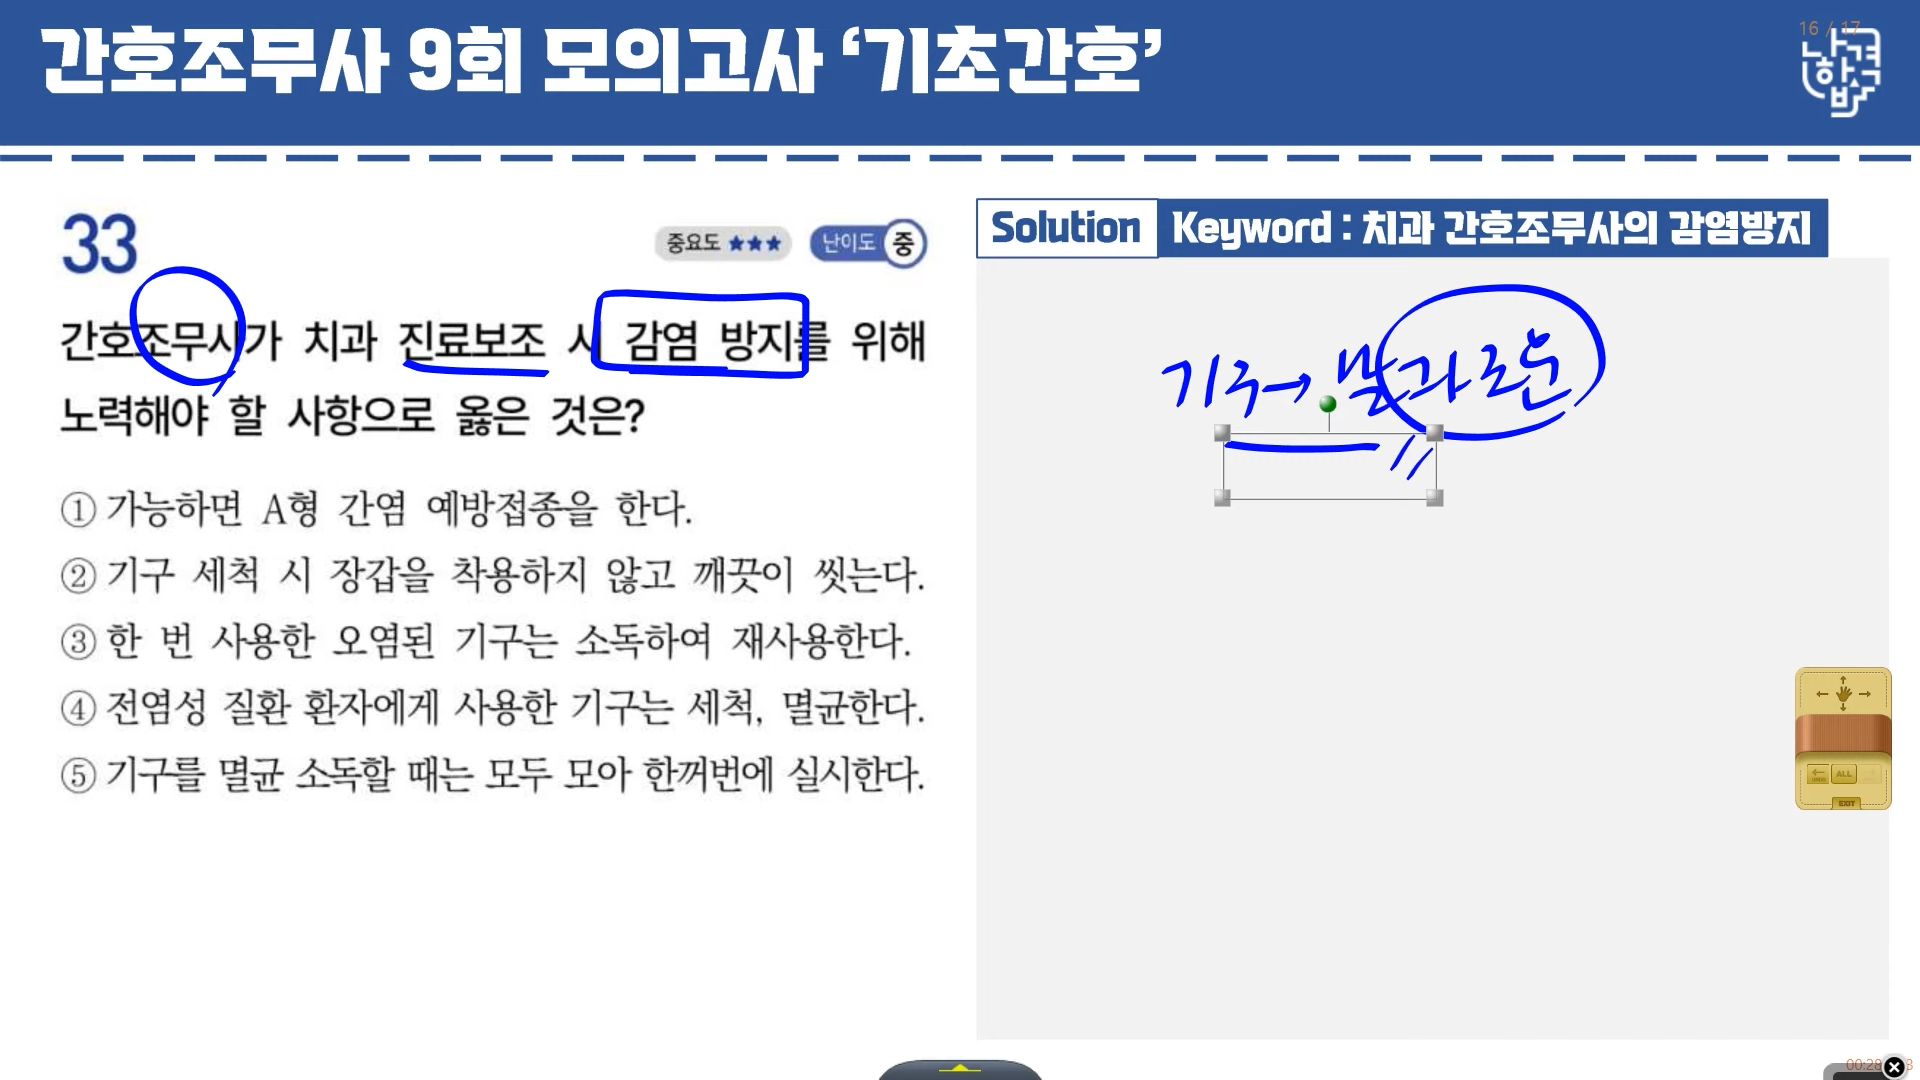 간호조무사 9회 모의고사 ‘기초간호’
16 / 17
나합격
33
중요도 ★★★ 난이도 중
간호조무사가 치과 진료보조 시 감염 방지를 위해
노력해야 할 사항으로 옳은 것은?
① 가능하면 A형 간염 예방접종을 한다.
② 기구 세척 시 장갑을 착용하지 않고 깨끗이 씻는다.
③ 한 번 사용한 오염된 기구는 소독하여 재사용한다.
④ 전염성 질환 환자에게 사용한 기구는 세척, 멸균한다.
⑤ 기구를 멸균 소독할 때는 모두 모아 한꺼번에 실시한다.
Solution Keyword : 치과 간호조무사의 감염방지
기구→
ALL
EXIT